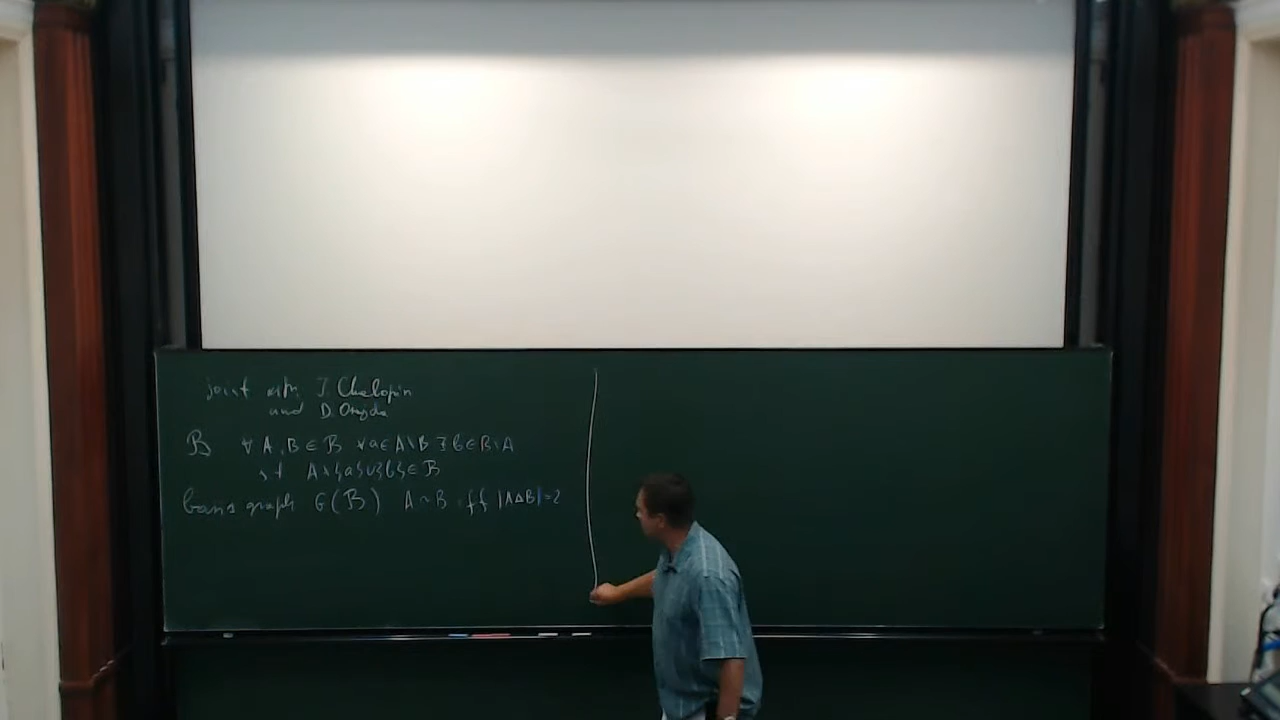 joint with J. Chalopin
and D. Osajda
B ∀ A, B ∈ B ∀ a ∈ A \ B ∃ b ∈ B \ A
s.t. A \ {a} ∪ {b} ∈ B
basis graph G(B) A ~ B iff |A Δ B| = 2